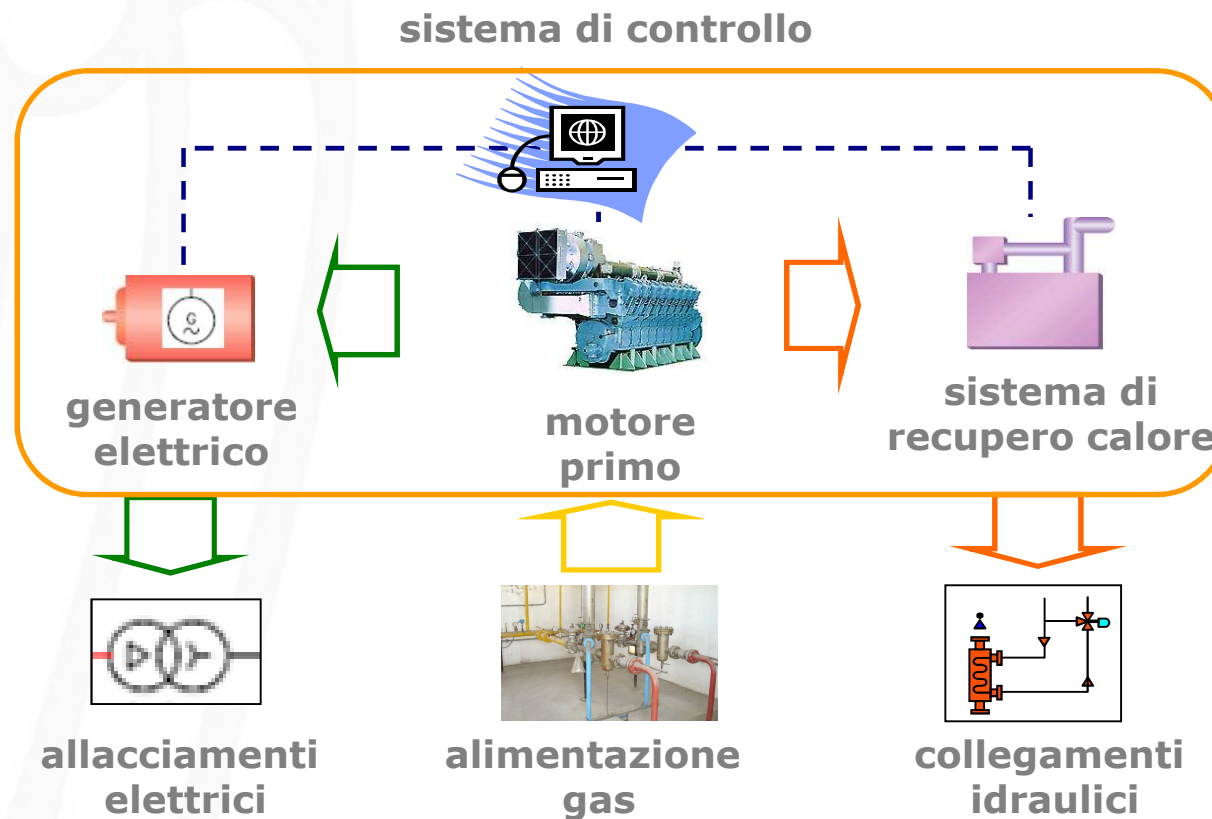 sistema di controllo
G
generatore
elettrico
motore
primo
sistema di
recupero calore
allacciamenti
elettrici
alimentazione
gas
collegamenti
idraulici